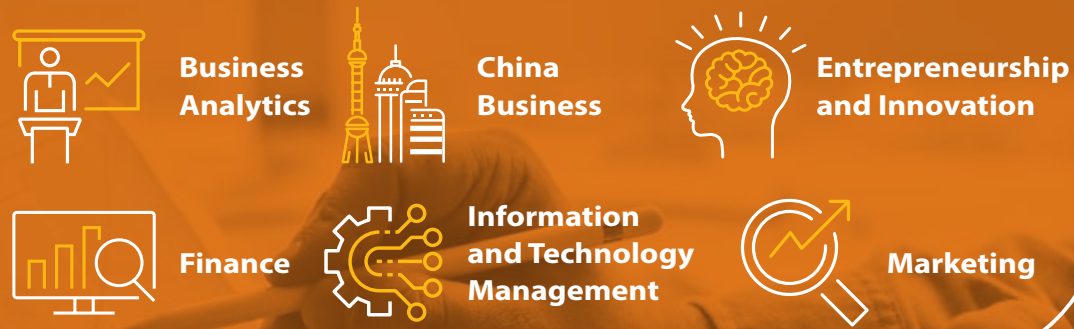 Business
Analytics
China
Business
Entrepreneurship
and Innovation
Finance
Information
and Technology
Management
Marketing